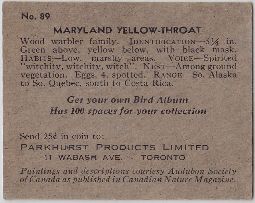 No. 89
MARYLAND YELLOW-THROAT
Wood warbler family. IDENTIFICATION—5¼ in.
Green above, yellow below, with black mask.
HABITS—Low, marshy areas. VOICE—Spirited
"witchity, witchity, witch". NEST—Among ground
vegetation. Eggs 4, spotted. RANGE So. Alaska
to So. Quebec, south to Costa Rica.
Get your own Bird Album
Has 100 spaces for your collection
Send 25¢ in coin to:
PARKHURST PRODUCTS LIMITED
11 WABASH AVE. - TORONTO
Paintings and descriptions courtesy Audubon Society
of Canada as published in Canadian Nature Magazine.